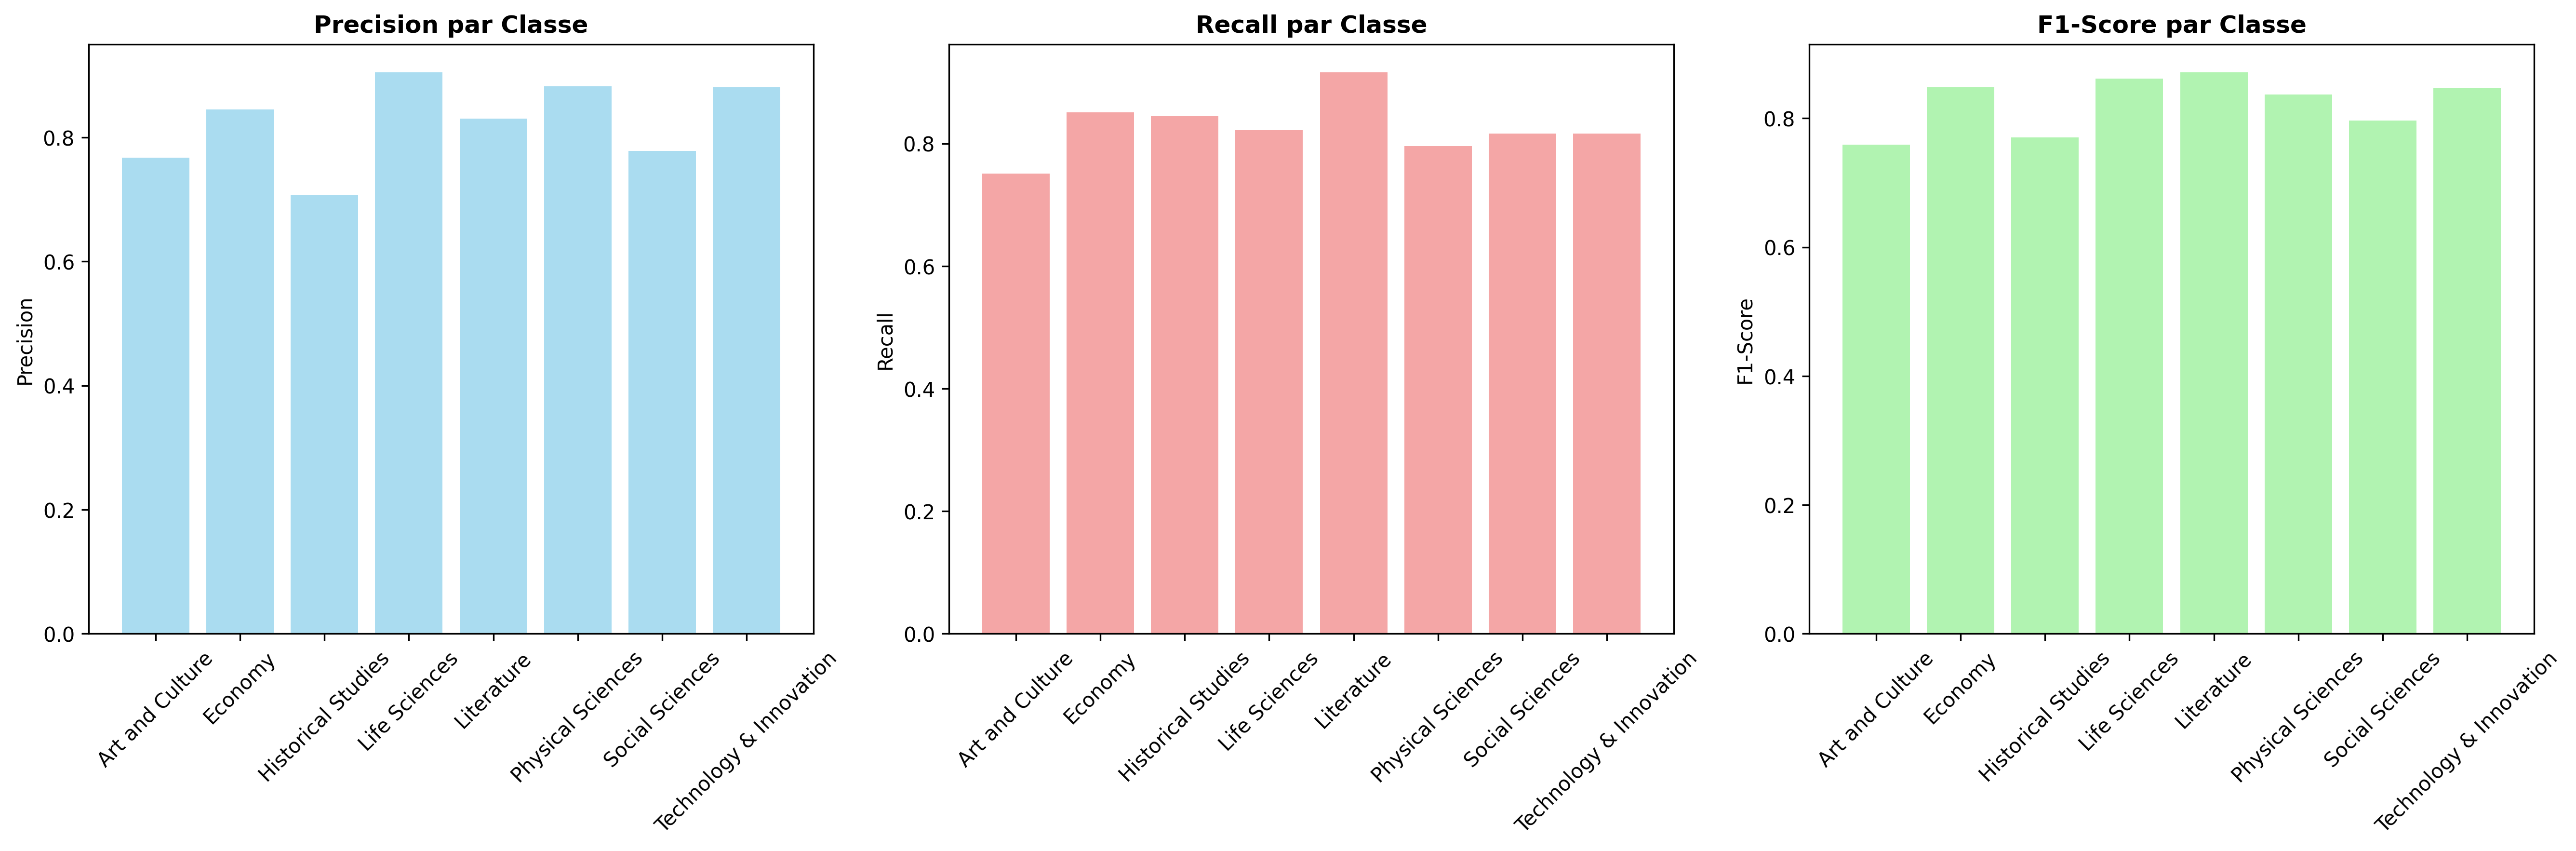 Precision par Classe
Precision
0.8
0.6
0.4
0.2
0.0
Art and Culture
Economy
Historical Studies
Life Sciences
Literature
Physical Sciences
Social Sciences
Technology & Innovation
Recall par Classe
Recall
0.8
0.6
0.4
0.2
0.0
Art and Culture
Economy
Historical Studies
Life Sciences
Literature
Physical Sciences
Social Sciences
Technology & Innovation
F1-Score par Classe
F1-Score
0.8
0.6
0.4
0.2
0.0
Art and Culture
Economy
Historical Studies
Life Sciences
Literature
Physical Sciences
Social Sciences
Technology & Innovation